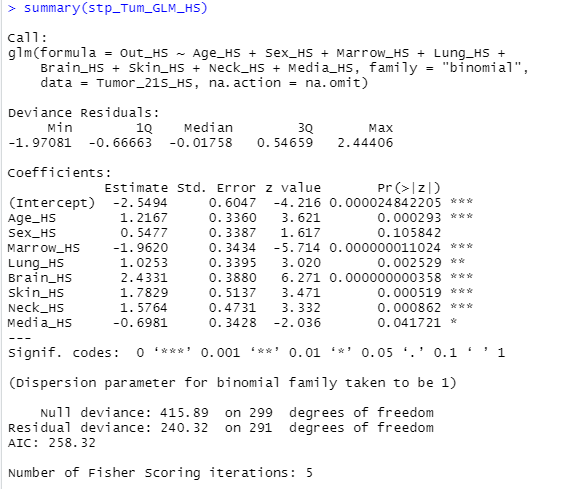 > summary(stp_Tum_GLM_HS)
Call:
glm(formula = Out_HS ~ Age_HS + Sex_HS + Marrow_HS + Lung_HS +
    Brain_HS + Skin_HS + Neck_HS + Media_HS, family = "binomial",
    data = Tumor_21S_HS, na.action = na.omit)
Deviance Residuals:
     Min       1Q   Median       3Q      Max
-1.97081  -0.66663  -0.01758   0.54659   2.44406
Coefficients:
            Estimate Std. Error z value       Pr(>|z|)
(Intercept)  -2.5494     0.6047  -4.216 0.000024842205 ***
Age_HS        1.2167     0.3360   3.621       0.000293 ***
Sex_HS        0.5477     0.3387   1.617       0.105842
Marrow_HS    -1.9620     0.3434  -5.714 0.000000011024 ***
Lung_HS       1.0253     0.3395   3.020       0.002529 **
Brain_HS      2.4331     0.3880   6.271 0.000000000358 ***
Skin_HS       1.7829     0.5137   3.471       0.000519 ***
Neck_HS       1.5764     0.4731   3.332       0.000862 ***
Media_HS     -0.6981     0.3428  -2.036       0.041721 *
---
Signif. codes:  0 ‘***’ 0.001 ‘**’ 0.01 ‘*’ 0.05 ‘.’ 0.1 ‘ ’ 1
(Dispersion parameter for binomial family taken to be 1)
    Null deviance: 415.89  on 299  degrees of freedom
Residual deviance: 240.32  on 291  degrees of freedom
AIC: 258.32
Number of Fisher Scoring iterations: 5